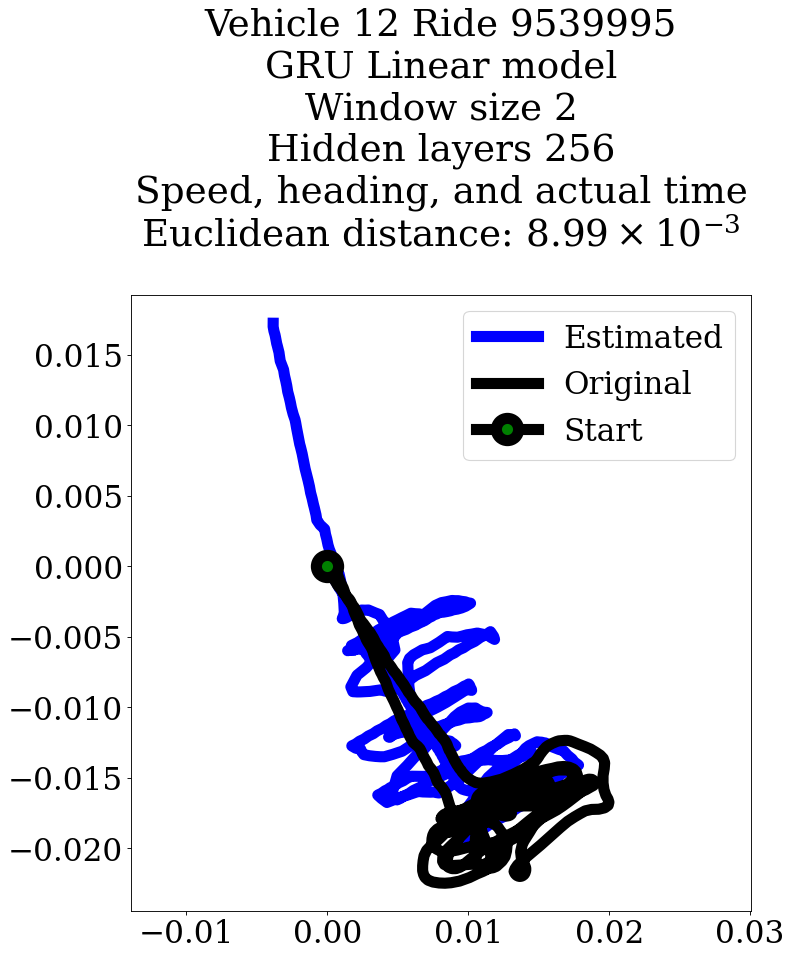 Vehicle 12 Ride 9539995
GRU Linear model
Window size 2
Hidden layers 256
Speed, heading, and actual time
Euclidean distance: 8.99 × 10⁻³
Estimated
Original
Start
0.015
0.010
0.005
0.000
−0.005
−0.010
−0.015
−0.020
−0.01 0.00 0.01 0.02 0.03